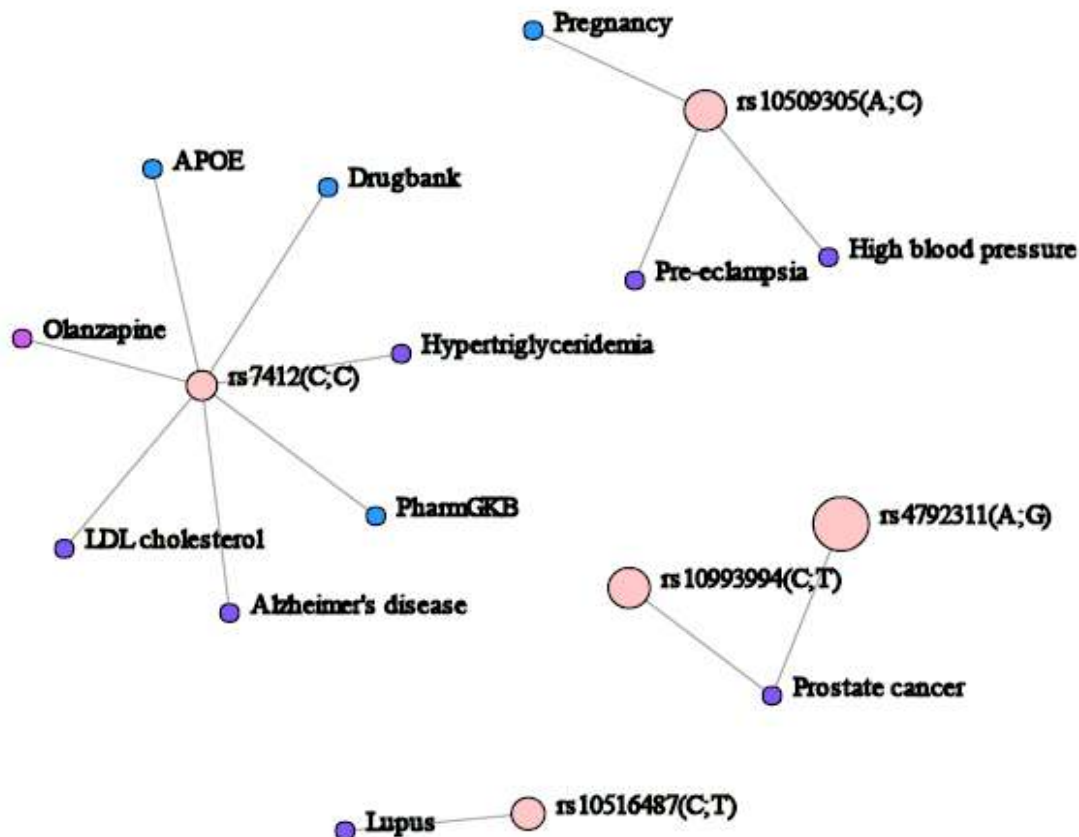 Pregnancy
rs10509305(A;C)
APOE
Drugbank
High blood pressure
Pre-eclampsia
Olanzapine
Hypertriglyceridemia
rs7412(C;C)
PharmGKB
rs4792311(A;G)
LDL cholesterol
rs10993994(C;T)
Alzheimer's disease
Prostate cancer
rs10516487(C;T)
Lupus